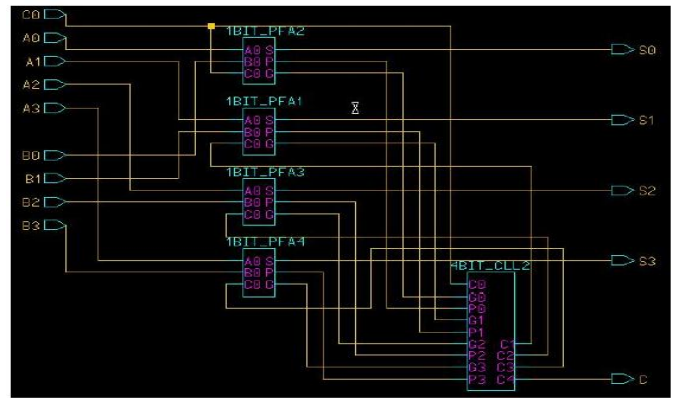 C0
A0
A1
A2
A3
B0
B1
B2
B3
1BIT_PFA2
A0 S
B0 P
C0 G
S0
1BIT_PFA1
A0 S
B0 P
C0 G
S1
1BIT_PFA3
A0 S
B0 P
C0 G
S2
1BIT_PFA4
A0 S
B0 P
C0 G
S3
4BIT_CLL2
C0
G0
P0
G1
P1
G2 C1
P2 C2
G3 C3
P3 C4
C